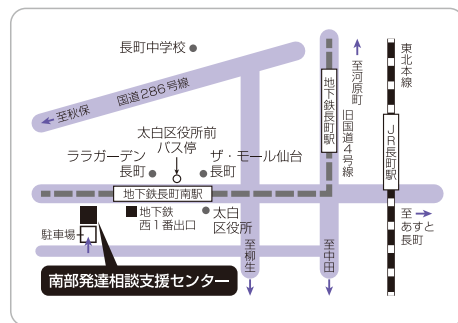 長町中学校
至秋保
国道286号線
太白区役所前
バス停
ララガーデン
長町
ザ・モール仙台
長町
地下鉄長町南駅
地下鉄
西1番出口
太白
区役所
駐車場
南部発達相談支援センター
至柳生
至中田
地下鉄長町駅
至河原町
旧国道4号線
東北本線
JR長町駅
至
あすと
長町